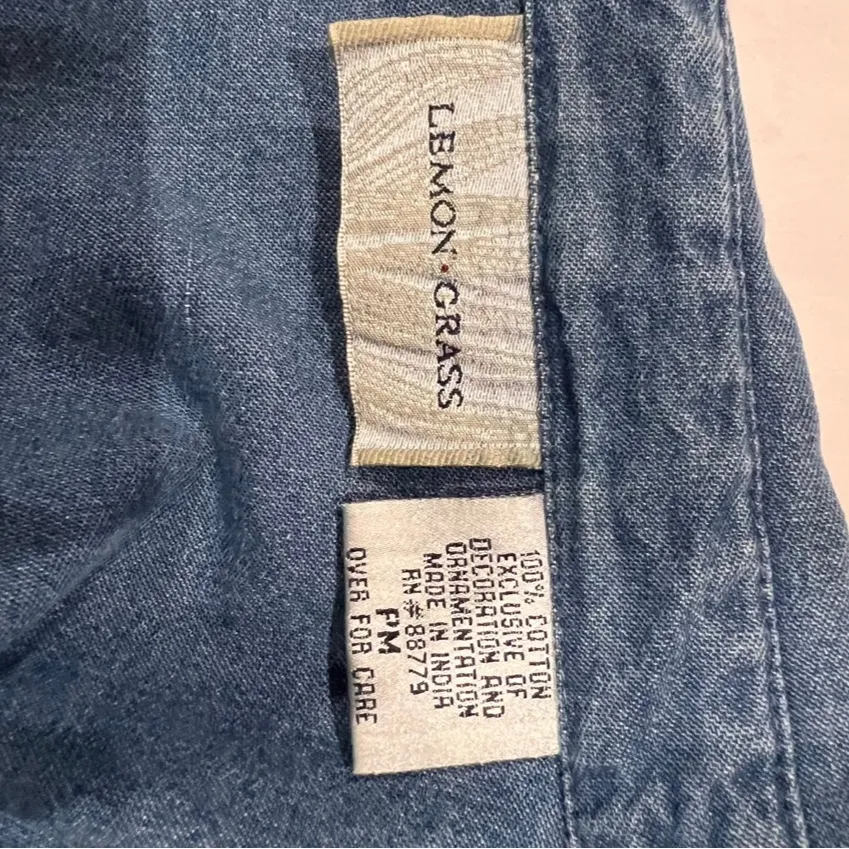 LEMON·GRASS
100% COTTON
EXCLUSIVE OF
DECORATION AND
ORNAMENTATION
MADE IN INDIA
RN#88779
PM
OVER FOR CARE